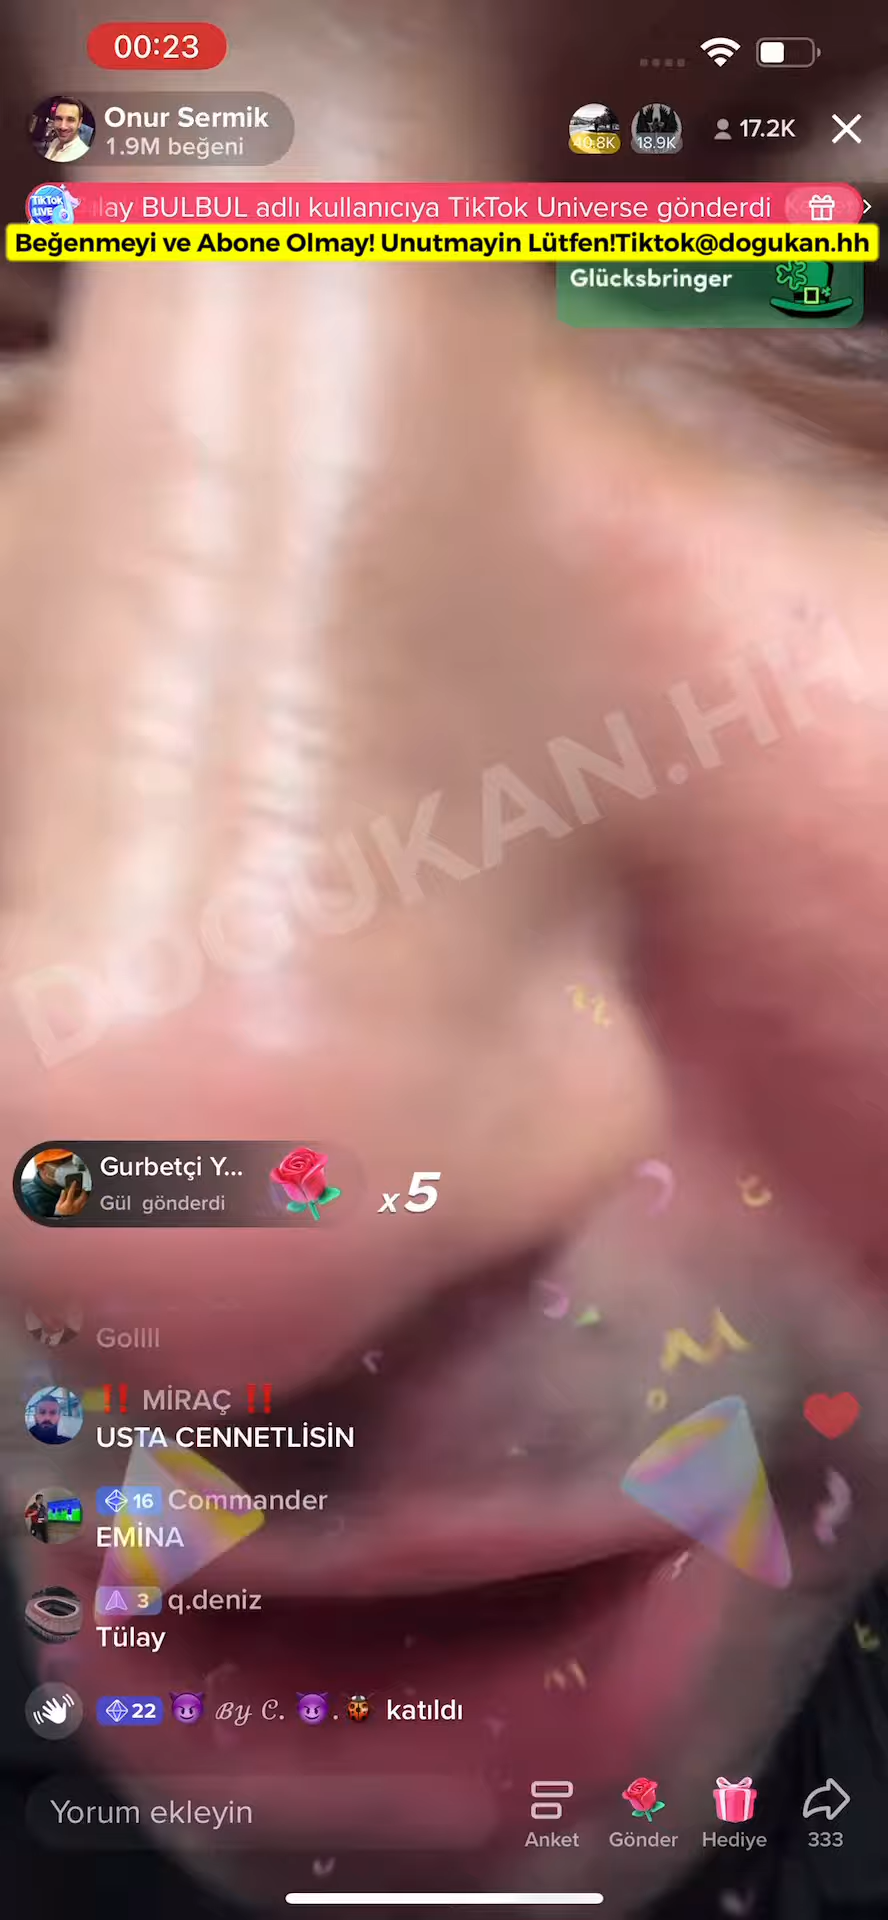 00:23
Onur Sermik
1.9M beğeni
40.8K
18.9K
17.2K
TikTok LIVE
lay BULBUL adlı kullanıcıya TikTok Universe gönderdi
Beğenmeyi ve Abone Olmay! Unutmayin Lütfen!Tiktok@dogukan.hh
Glücksbringer
DOGUKAN.HH
Gurbetçi Y...
Gül gönderdi
x5
Gollll
‼️ MİRAÇ ‼️
USTA CENNETLİSİN
16 Commander
EMİNA
3 q.deniz
Tülay
22 😈 ℬ𝓎 C. 😈.🐞 katıldı
Yorum ekleyin
Anket
Gönder
Hediye
333